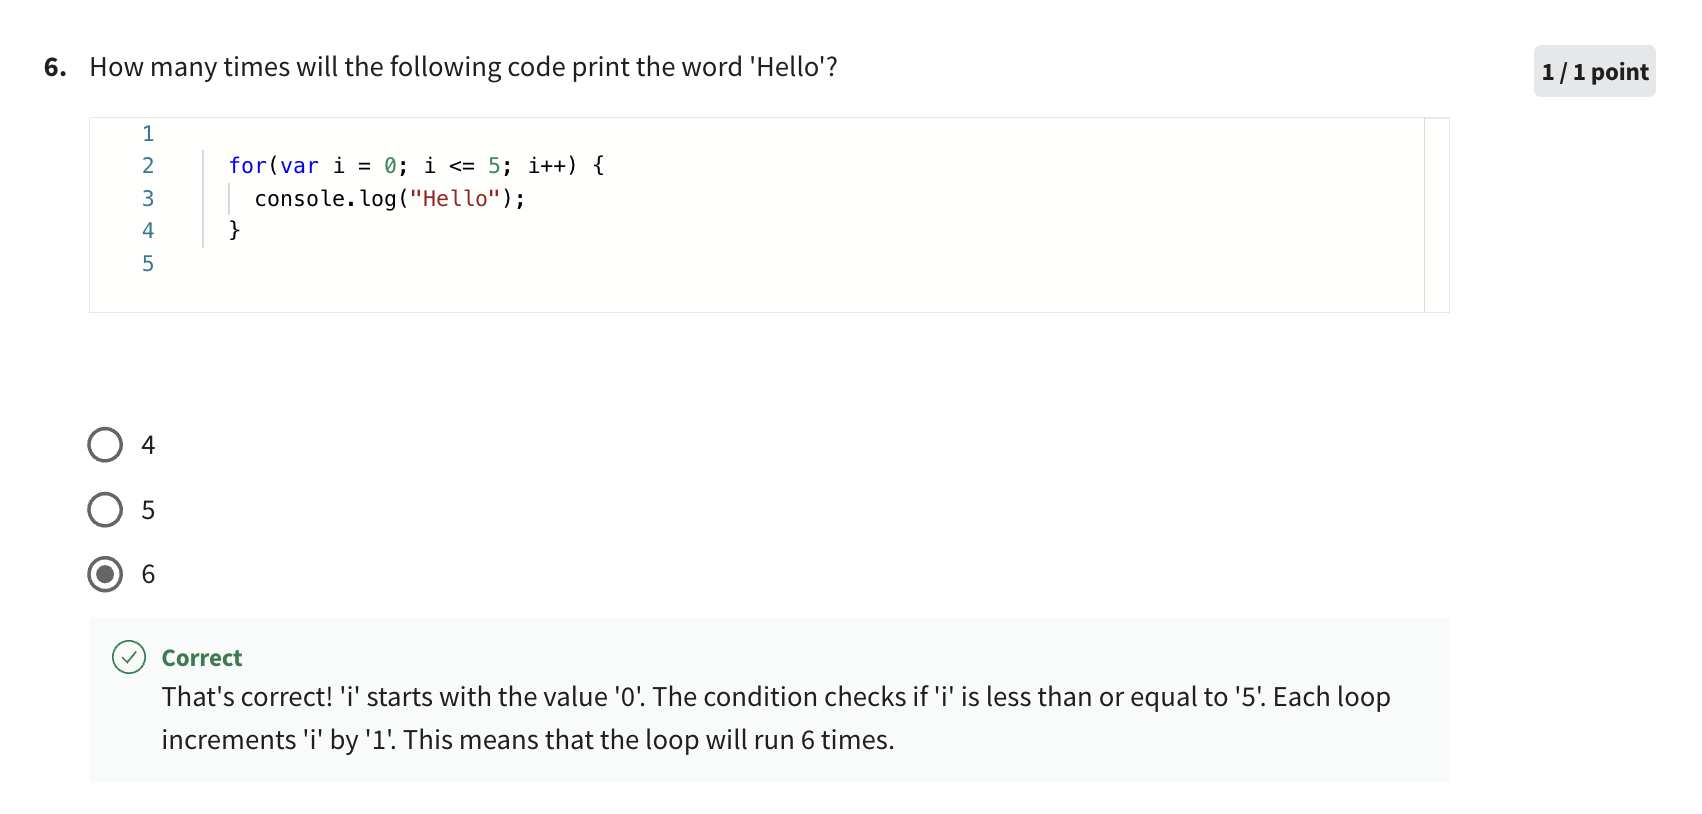 6. How many times will the following code print the word 'Hello'?
1 / 1 point
1
2 for(var i = 0; i <= 5; i++) {
3 console.log("Hello");
4 }
5
4
5
6
Correct
That's correct! 'i' starts with the value '0'. The condition checks if 'i' is less than or equal to '5'. Each loop
increments 'i' by '1'. This means that the loop will run 6 times.